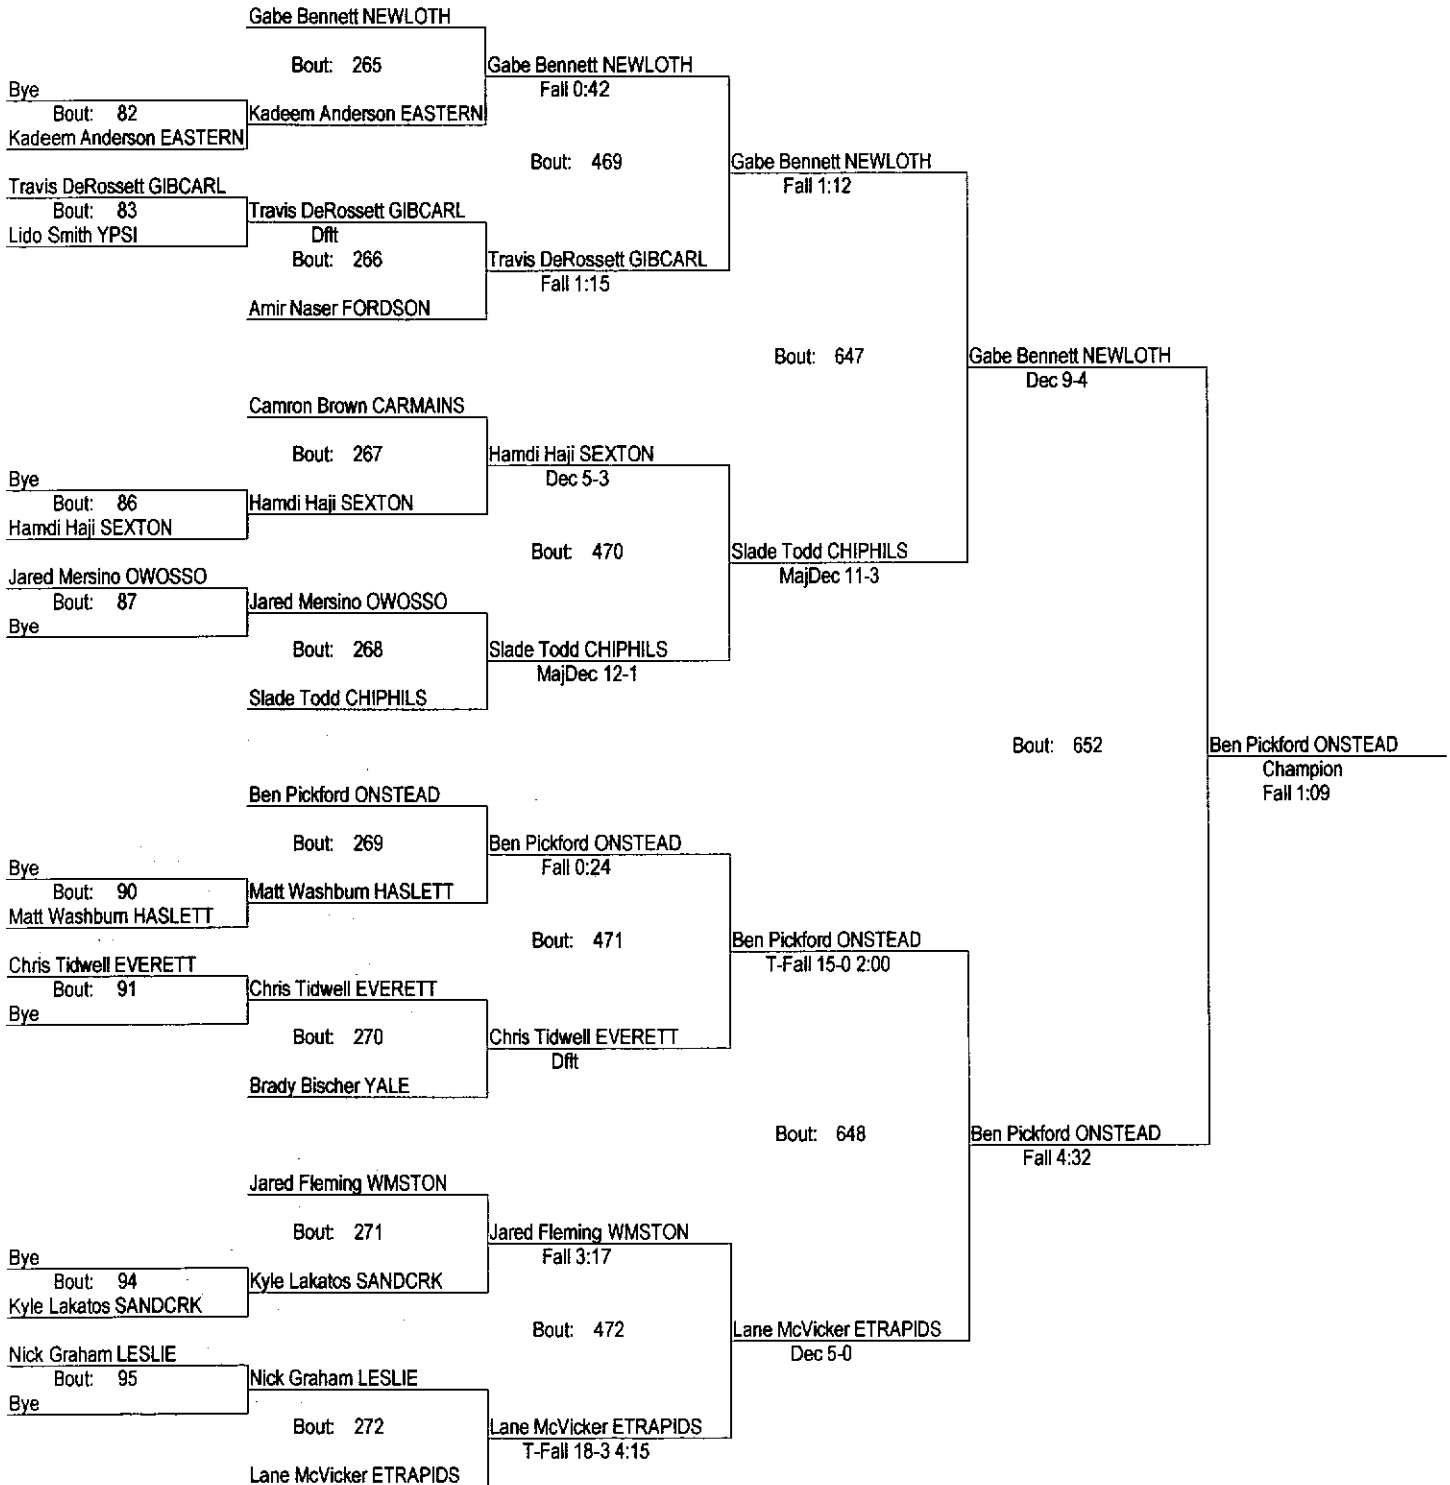 Gabe Bennett NEWLOTH
Bout: 265
Gabe Bennett NEWLOTH
Fall 0:42
Bye
Bout: 82
Kadeem Anderson EASTERN
Kadeem Anderson EASTERN
Bout: 469
Gabe Bennett NEWLOTH
Fall 1:12
Travis DeRossett GIBCARL
Bout: 83
Lido Smith YPSI
Travis DeRossett GIBCARL
Dftt
Bout: 266
Travis DeRossett GIBCARL
Fall 1:15
Amir Naser FORDSON
Bout: 647
Gabe Bennett NEWLOTH
Dec 9-4
Camron Brown CARMAINS
Bout: 267
Hamdi Haji SEXTON
Dec 5-3
Bye
Bout: 86
Hamdi Haji SEXTON
Hamdi Haji SEXTON
Bout: 470
Slade Todd CHIPHILS
MajDec 11-3
Jared Mersino OWOSSO
Bout: 87
Bye
Jared Mersino OWOSSO
Bout: 268
Slade Todd CHIPHILS
MajDec 12-1
Slade Todd CHIPHILS
Bout: 652
Ben Pickford ONSTEAD
Champion
Fall 1:09
Ben Pickford ONSTEAD
Bout: 269
Ben Pickford ONSTEAD
Fall 0:24
Bye
Bout: 90
Matt Washburn HASLETT
Matt Washburn HASLETT
Bout: 471
Ben Pickford ONSTEAD
T-Fall 15-0 2:00
Chris Tidwell EVERETT
Bout: 91
Bye
Chris Tidwell EVERETT
Bout: 270
Chris Tidwell EVERETT
Dftt
Brady Bischer YALE
Bout: 648
Ben Pickford ONSTEAD
Fall 4:32
Jared Fleming WMSTON
Bout: 271
Jared Fleming WMSTON
Fall 3:17
Bye
Bout: 94
Kyle Lakatos SANDCRK
Kyle Lakatos SANDCRK
Bout: 472
Lane McVicker ETRAPIDS
Dec 5-0
Nick Graham LESLIE
Bout: 95
Bye
Nick Graham LESLIE
Bout: 272
Lane McVicker ETRAPIDS
T-Fall 18-3 4:15
Lane McVicker ETRAPIDS